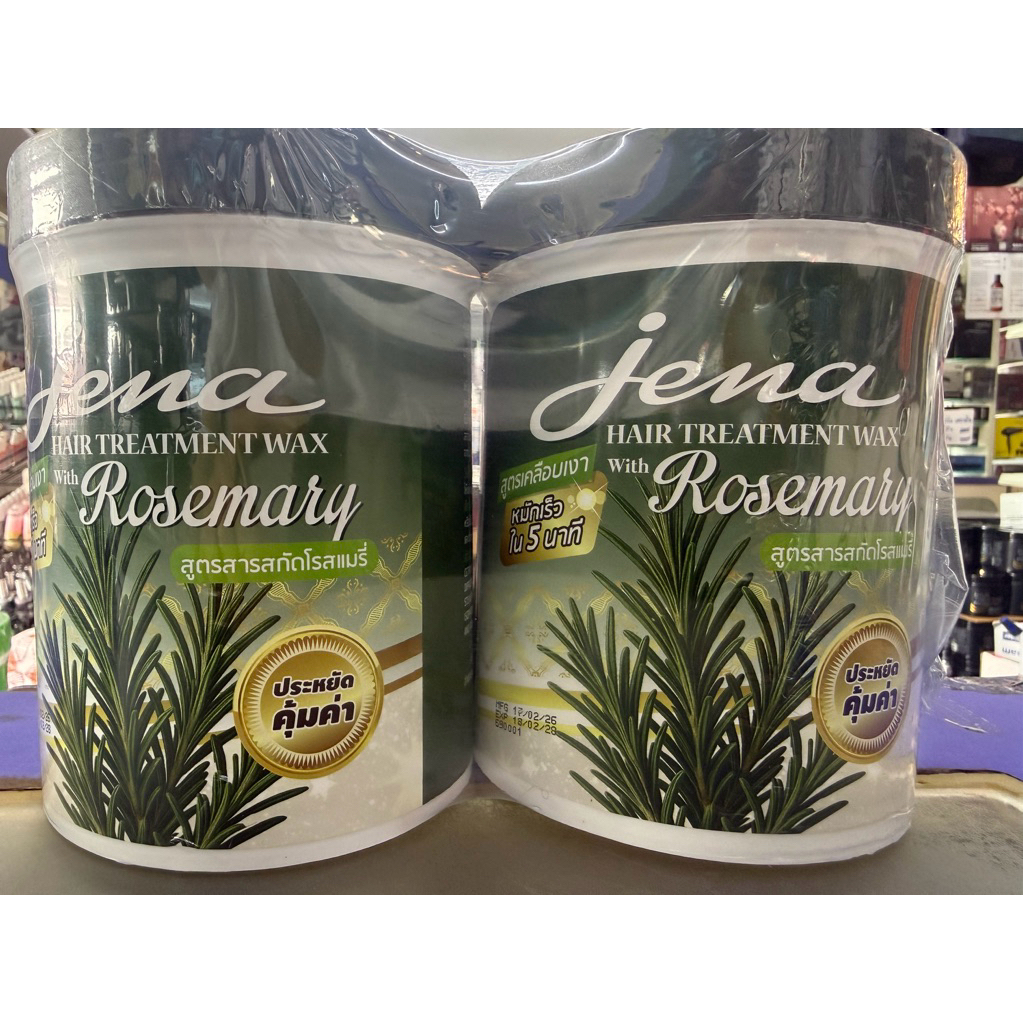 jena
HAIR TREATMENT WAX
With Rosemary
สูตรสารสกัดโรสแมรี่
ประหยัด
คุ้มค่า
jena
HAIR TREATMENT WAX
With Rosemary
สูตรเคลือบเงา
หมักเร็ว
ใน 5 นาที
สูตรสารสกัดโรสแมรี่
ประหยัด
คุ้มค่า
MFG 17/02/26
EXP 18/02/28
690001